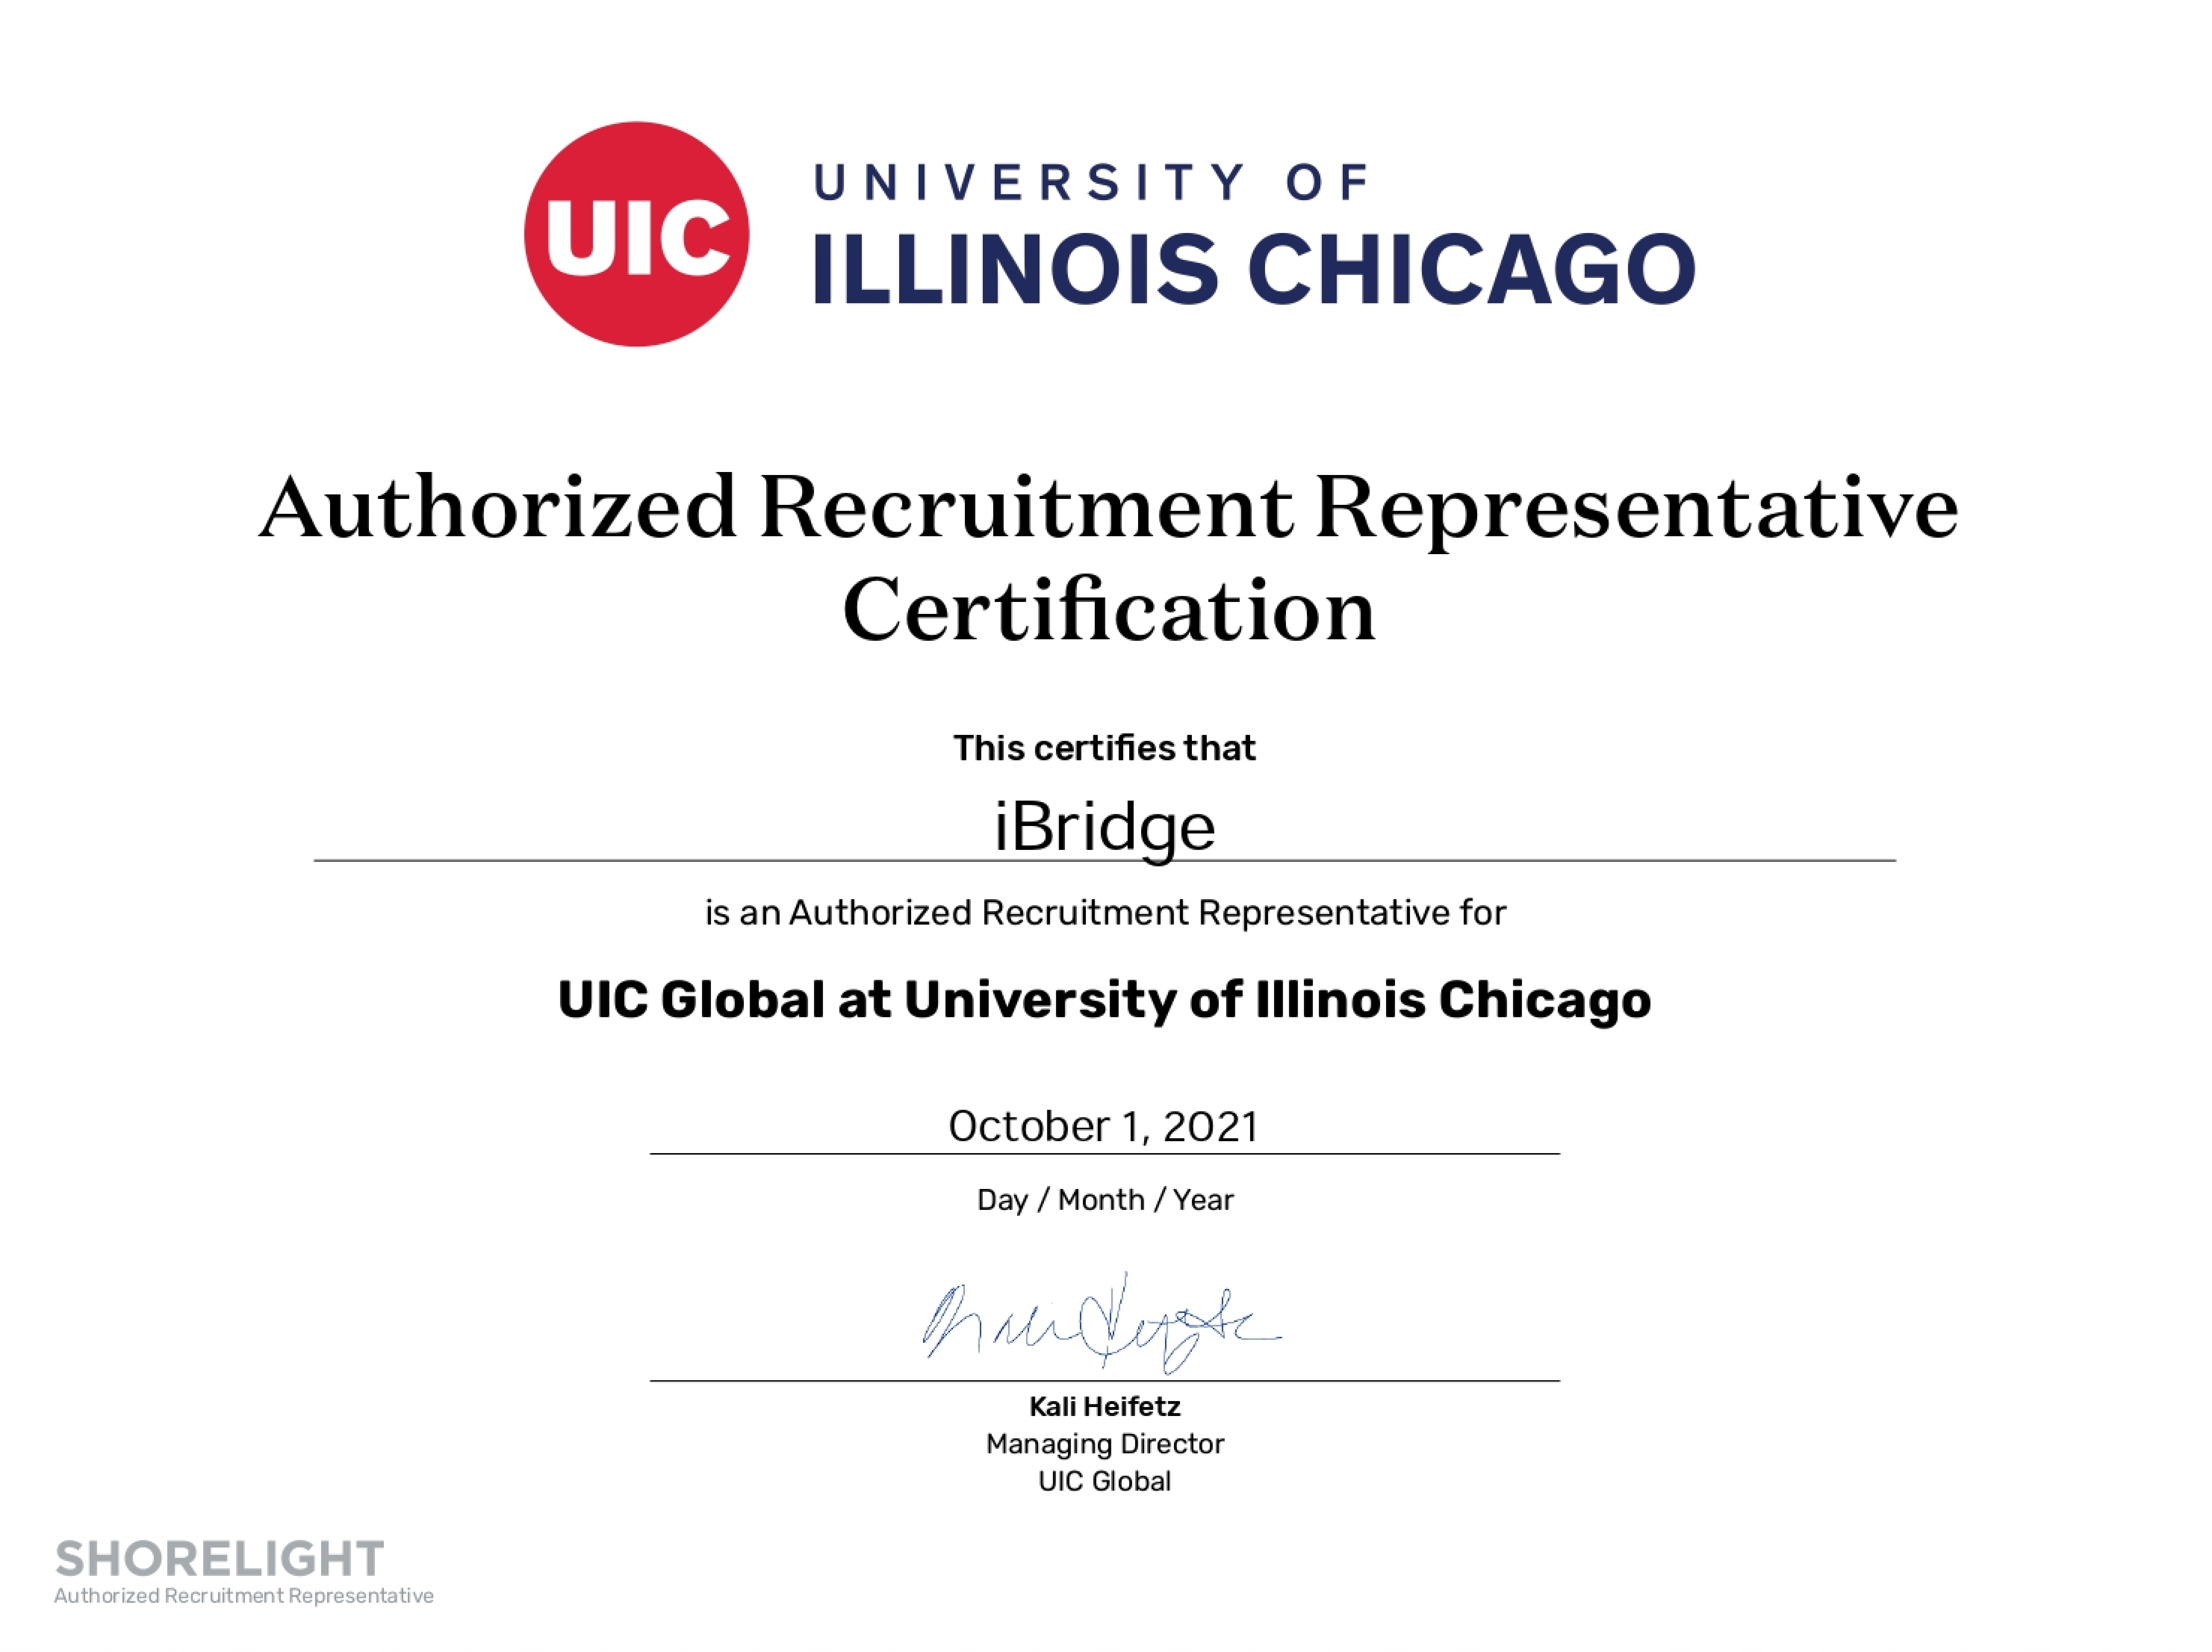 UIC
UNIVERSITY OF
ILLINOIS CHICAGO
Authorized Recruitment Representative
Certification
This certifies that
iBridge
is an Authorized Recruitment Representative for
UIC Global at University of Illinois Chicago
October 1, 2021
Day / Month / Year
Kali Heifetz
Kali Heifetz
Managing Director
UIC Global
SHORELIGHT
Authorized Recruitment Representative